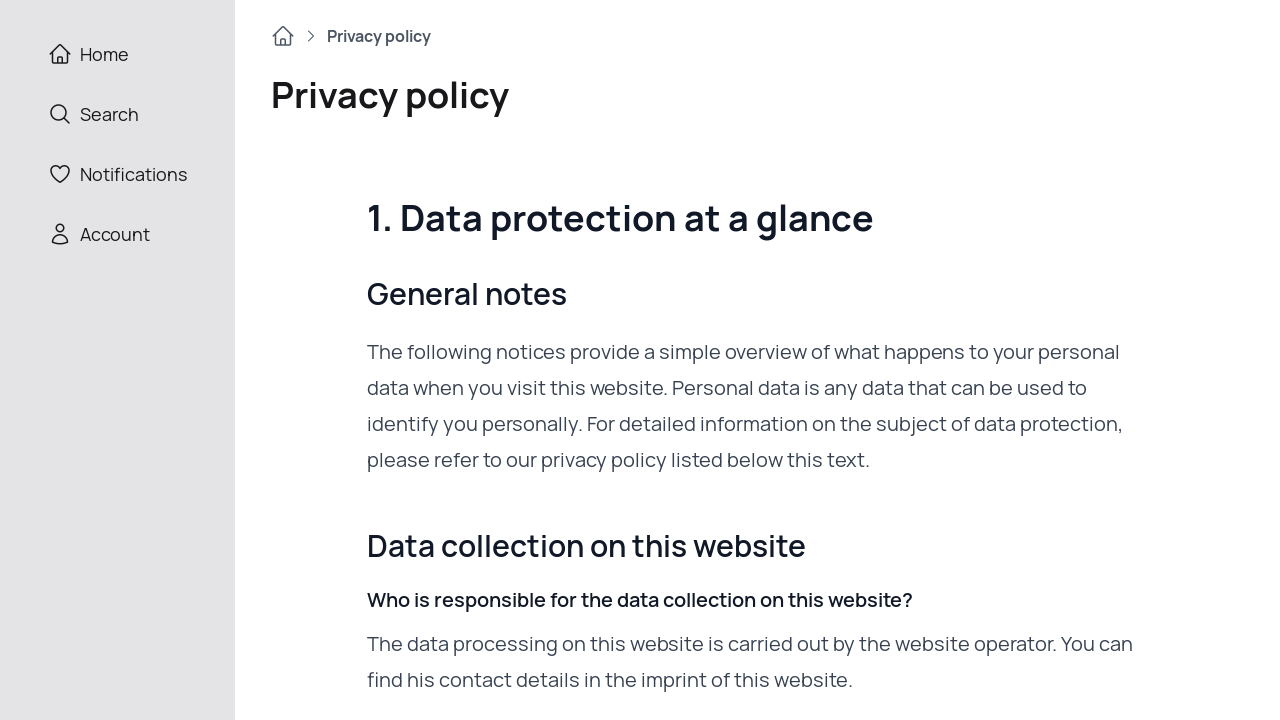 Home
Search
Notifications
Account
Privacy policy
Privacy policy
1. Data protection at a glance
General notes
The following notices provide a simple overview of what happens to your personal
data when you visit this website. Personal data is any data that can be used to
identify you personally. For detailed information on the subject of data protection,
please refer to our privacy policy listed below this text.
Data collection on this website
Who is responsible for the data collection on this website?
The data processing on this website is carried out by the website operator. You can
find his contact details in the imprint of this website.